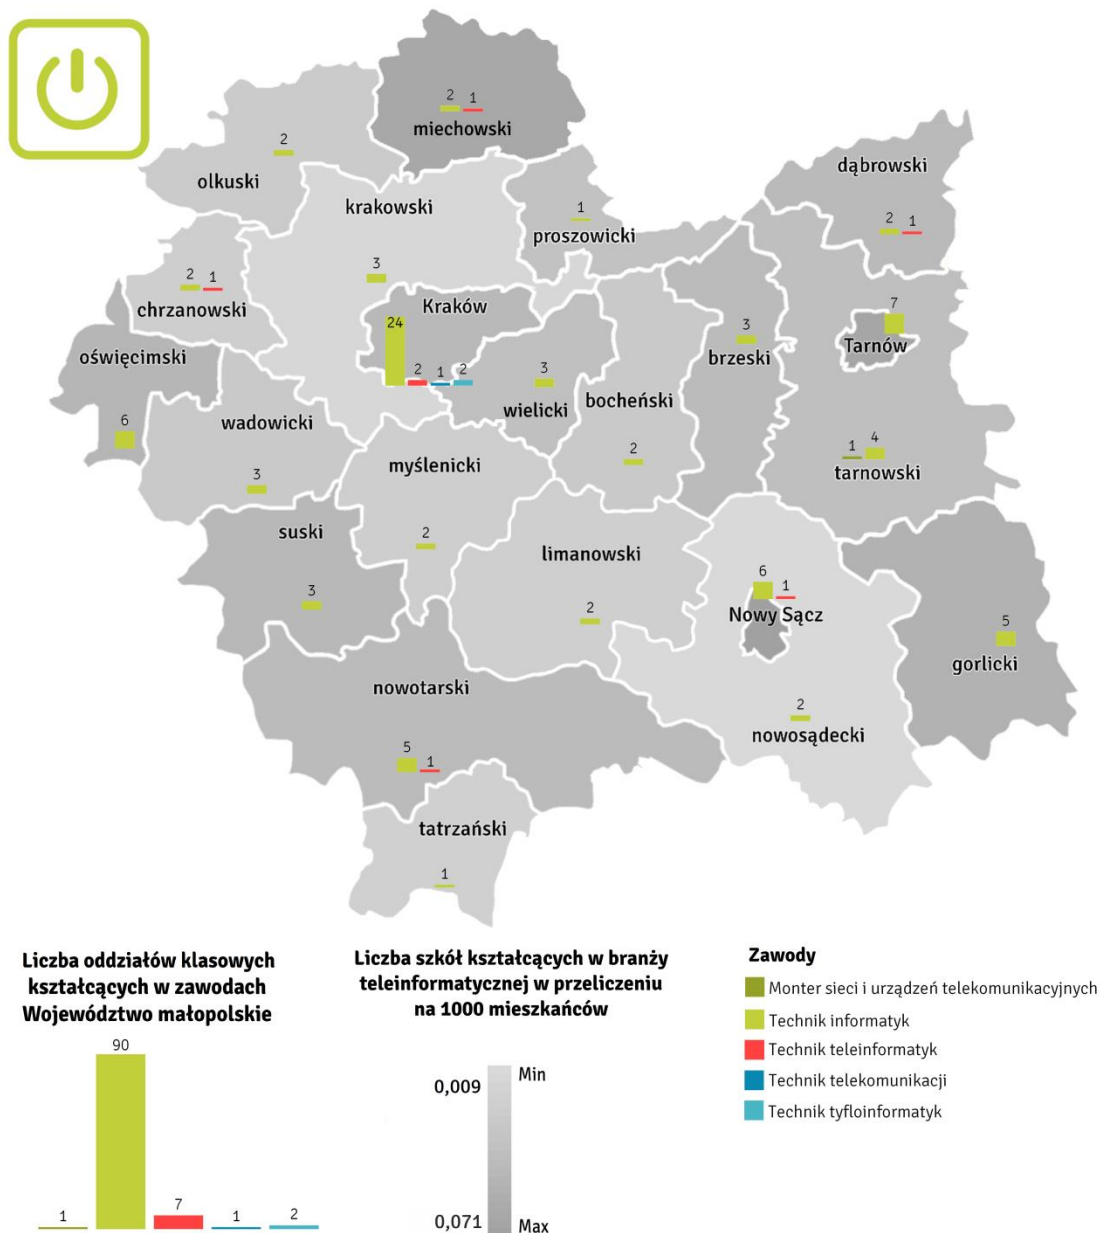 2 1
miechowski
2
olkuski
dąbrowski
2 1
krakowski
3
1
proszowicki
2 1
chrzanowski
Kraków
24
2 1 2
7
Tarnów
3
brzeski
oświęcimski
6
3
wielicki
bocheński
2
wadowicki
3
myślenicki
2
1 4
tarnowski
suski
3
limanowski
2
6 1
Nowy Sącz
5
gorlicki
nowotarski
5 1
2
nowosądecki
tatrzański
1
Liczba oddziałów klasowych
kształcących w zawodach
Województwo małopolskie
90
1
7
1
2
Liczba szkół kształcących w branży
teleinformatycznej w przeliczeniu
na 1000 mieszkańców
0,009 Min
0,071 Max
Zawody
Monter sieci i urządzeń telekomunikacyjnych
Technik informatyk
Technik teleinformatyk
Technik telekomunikacji
Technik tyfloinformatyk